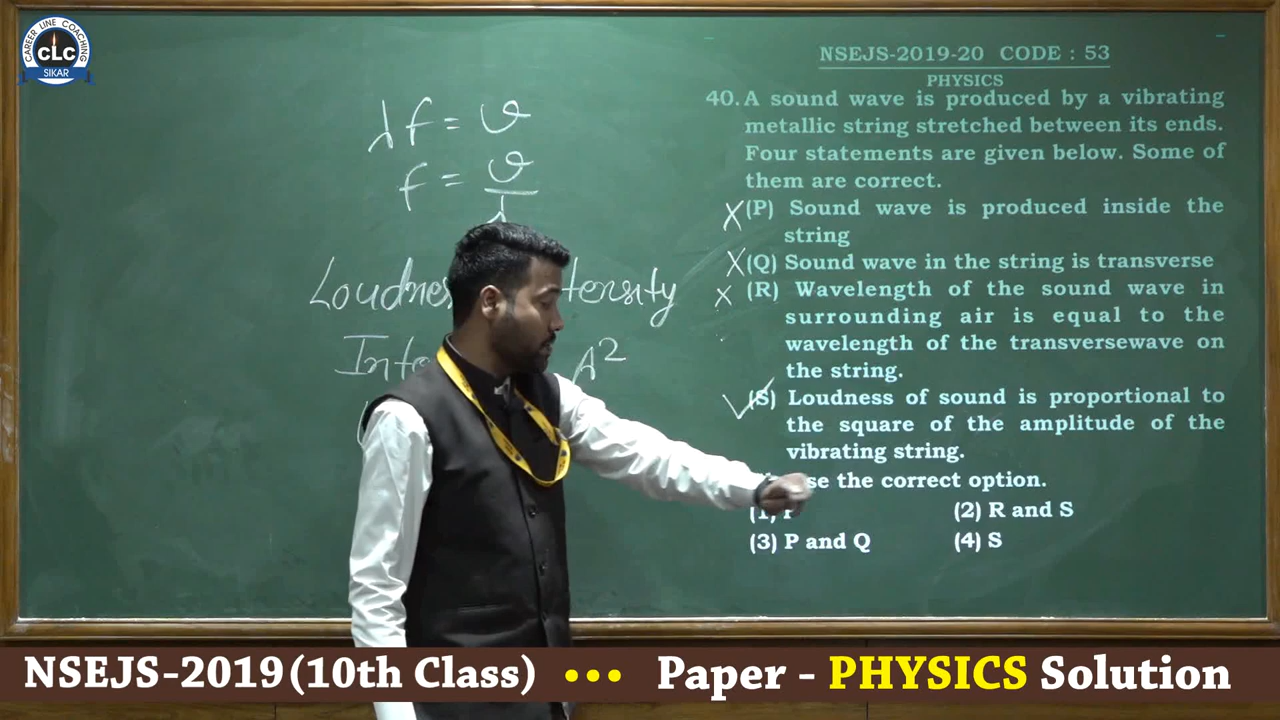 CAREER LINE COACHING
CLC
SIKAR
λf = v
f = v
λ
Loudnes tensity
Inte A²
NSEJS-2019-20 CODE : 53
PHYSICS
40. A sound wave is produced by a vibrating
metallic string stretched between its ends.
Four statements are given below. Some of
them are correct.
X (P) Sound wave is produced inside the
string
X (Q) Sound wave in the string is transverse
X (R) Wavelength of the sound wave in
surrounding air is equal to the
wavelength of the transversewave on
the string.
✓ (S) Loudness of sound is proportional to
the square of the amplitude of the
vibrating string.
se the correct option.
(1) P (2) R and S
(3) P and Q (4) S
NSEJS-2019(10th Class) ••• Paper - PHYSICS Solution